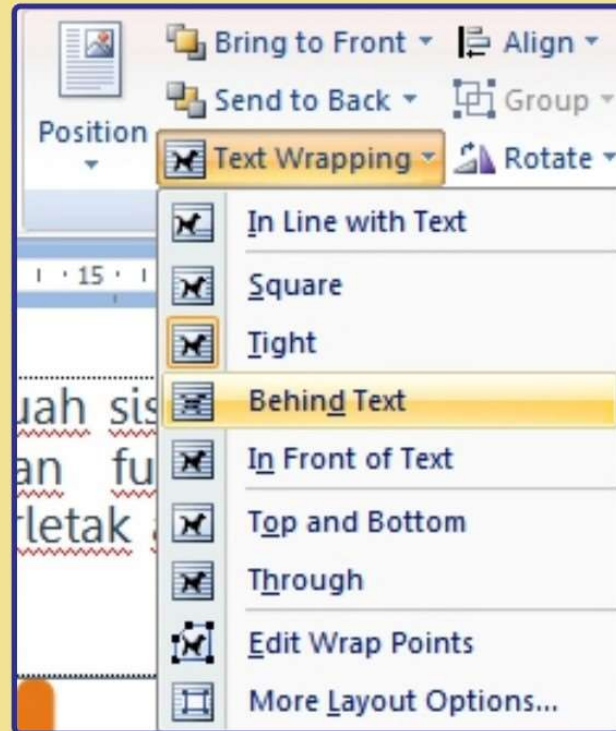 Bring to Front Align
Send to Back Group
Position
Text Wrapping Rotate
In Line with Text
15
Square
Tight
uah sis
Behind Text
an fu
In Front of Text
letak
Top and Bottom
Through
Edit Wrap Points
More Layout Options...